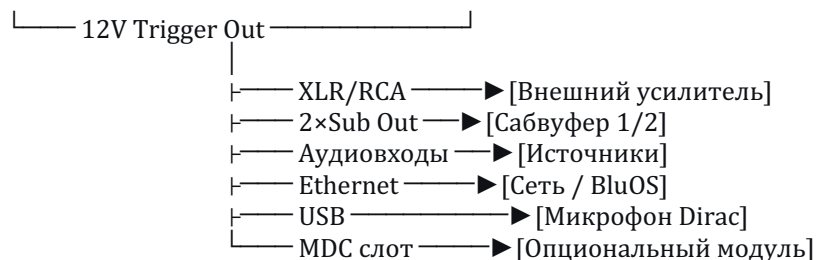 12V Trigger Out
XLR/RCA ► [Внешний усилитель]
2×Sub Out ► [Сабвуфер 1/2]
Аудиовходы ► [Источники]
Ethernet ► [Сеть / BluOS]
USB ► [Микрофон Dirac]
MDC слот ► [Опциональный модуль]